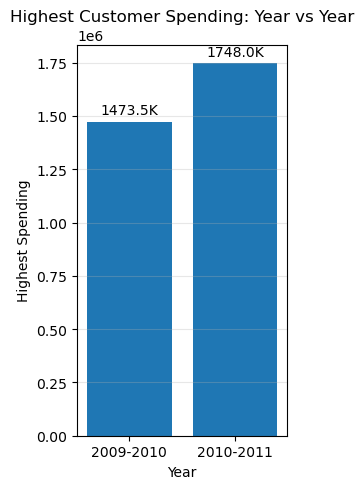 Highest Customer Spending: Year vs Year
1e6
1748.0K
1.75
1473.5K
1.50
1.25
1.00
0.75
0.50
0.25
0.00
Highest Spending
2009-2010 2010-2011
Year